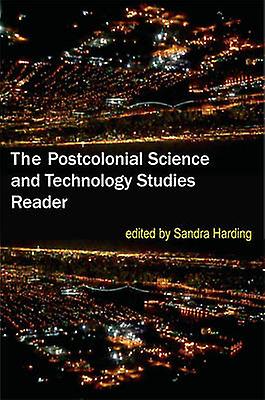 The Postcolonial Science
and Technology Studies
Reader
edited by Sandra Harding